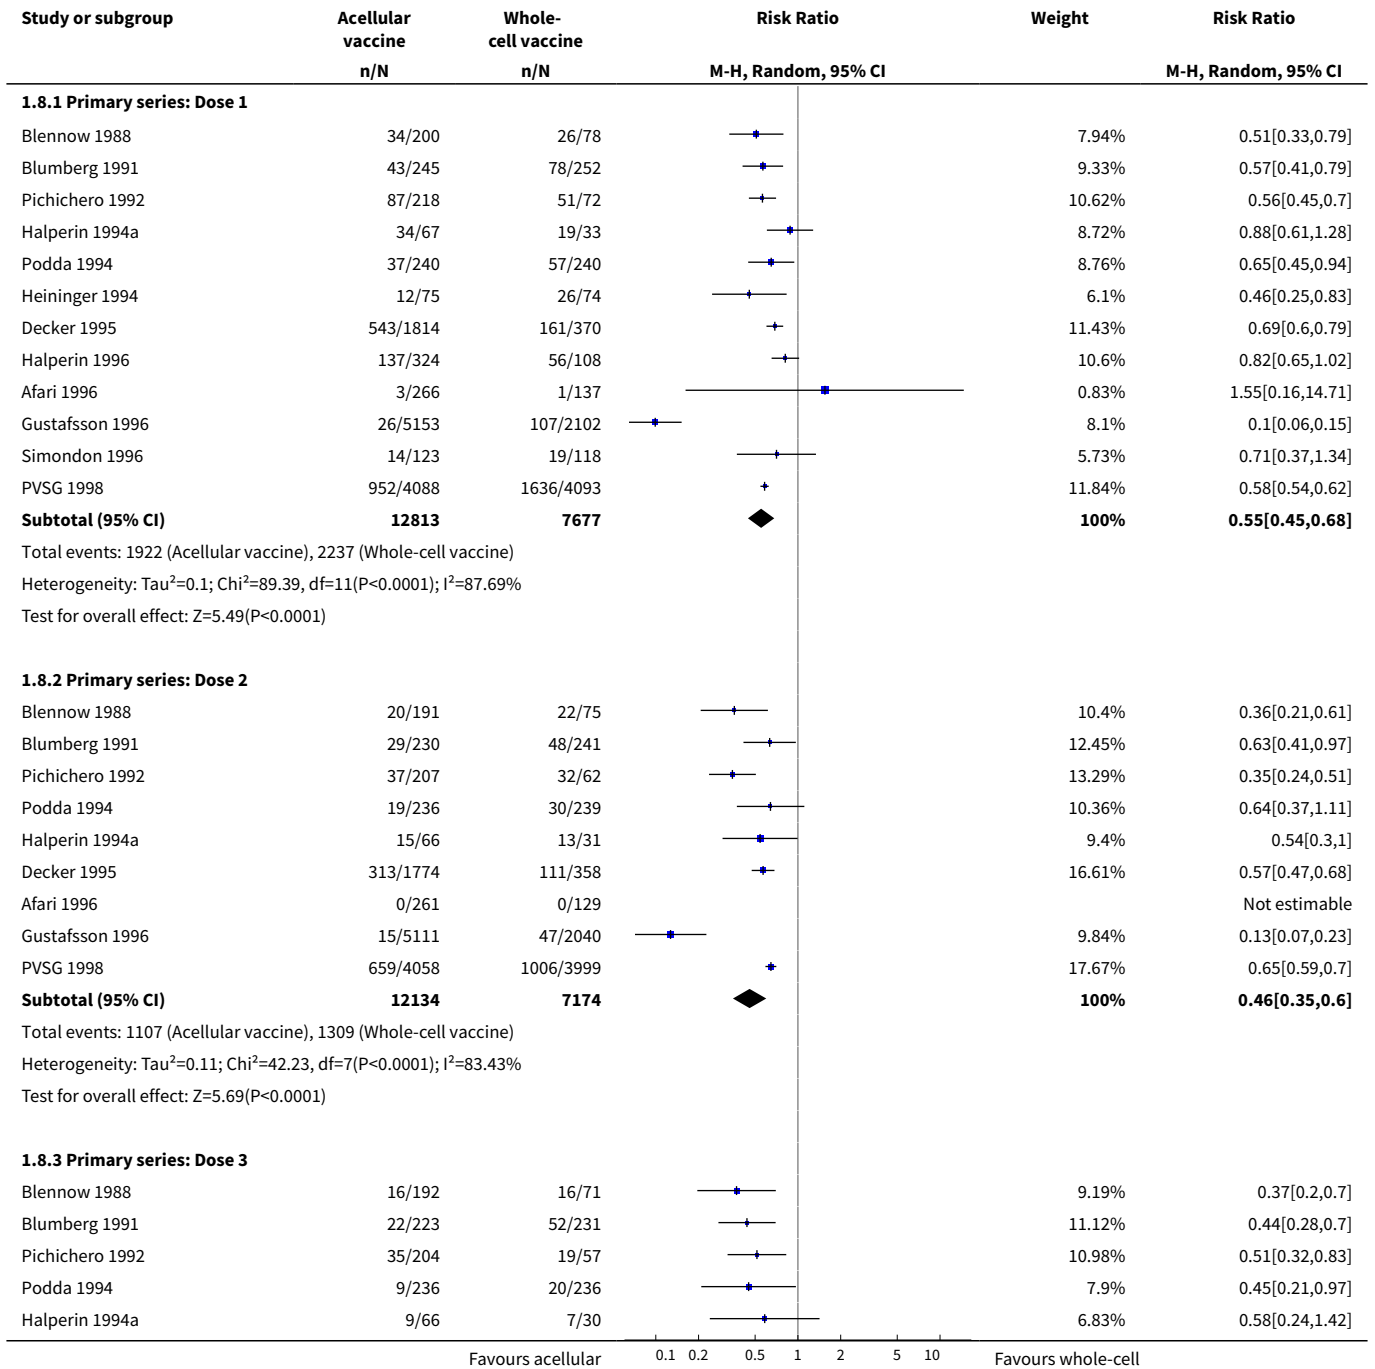 Study or subgroup Acellular vaccine Whole-cell vaccine Risk Ratio Weight Risk Ratio
n/N n/N M-H, Random, 95% CI M-H, Random, 95% CI
1.8.1 Primary series: Dose 1
Blennow 1988 34/200 26/78 7.94% 0.51[0.33,0.79]
Blumberg 1991 43/245 78/252 9.33% 0.57[0.41,0.79]
Pichichero 1992 87/218 51/72 10.62% 0.56[0.45,0.7]
Halperin 1994a 34/67 19/33 8.72% 0.88[0.61,1.28]
Podda 1994 37/240 57/240 8.76% 0.65[0.45,0.94]
Heininger 1994 12/75 26/74 6.1% 0.46[0.25,0.83]
Decker 1995 543/1814 161/370 11.43% 0.69[0.6,0.79]
Halperin 1996 137/324 56/108 10.6% 0.82[0.65,1.02]
Afari 1996 3/266 1/137 0.83% 1.55[0.16,14.71]
Gustafsson 1996 26/5153 107/2102 8.1% 0.1[0.06,0.15]
Simondon 1996 14/123 19/118 5.73% 0.71[0.37,1.34]
PVSG 1998 952/4088 1636/4093 11.84% 0.58[0.54,0.62]
Subtotal (95% CI) 12813 7677 100% 0.55[0.45,0.68]
Total events: 1922 (Acellular vaccine), 2237 (Whole-cell vaccine)
Heterogeneity: Tau²=0.1; Chi²=89.39, df=11(P<0.0001); I²=87.69%
Test for overall effect: Z=5.49(P<0.0001)
1.8.2 Primary series: Dose 2
Blennow 1988 20/191 22/75 10.4% 0.36[0.21,0.61]
Blumberg 1991 29/230 48/241 12.45% 0.63[0.41,0.97]
Pichichero 1992 37/207 32/62 13.29% 0.35[0.24,0.51]
Podda 1994 19/236 30/239 10.36% 0.64[0.37,1.11]
Halperin 1994a 15/66 13/31 9.4% 0.54[0.3,1]
Decker 1995 313/1774 111/358 16.61% 0.57[0.47,0.68]
Afari 1996 0/261 0/129 Not estimable
Gustafsson 1996 15/5111 47/2040 9.84% 0.13[0.07,0.23]
PVSG 1998 659/4058 1006/3999 17.67% 0.65[0.59,0.7]
Subtotal (95% CI) 12134 7174 100% 0.46[0.35,0.6]
Total events: 1107 (Acellular vaccine), 1309 (Whole-cell vaccine)
Heterogeneity: Tau²=0.11; Chi²=42.23, df=7(P<0.0001); I²=83.43%
Test for overall effect: Z=5.69(P<0.0001)
1.8.3 Primary series: Dose 3
Blennow 1988 16/192 16/71 9.19% 0.37[0.2,0.7]
Blumberg 1991 22/223 52/231 11.12% 0.44[0.28,0.7]
Pichichero 1992 35/204 19/57 10.98% 0.51[0.32,0.83]
Podda 1994 9/236 20/236 7.9% 0.45[0.21,0.97]
Halperin 1994a 9/66 7/30 6.83% 0.58[0.24,1.42]
Favours acellular 0.1 0.2 0.5 1 2 5 10 Favours whole-cell